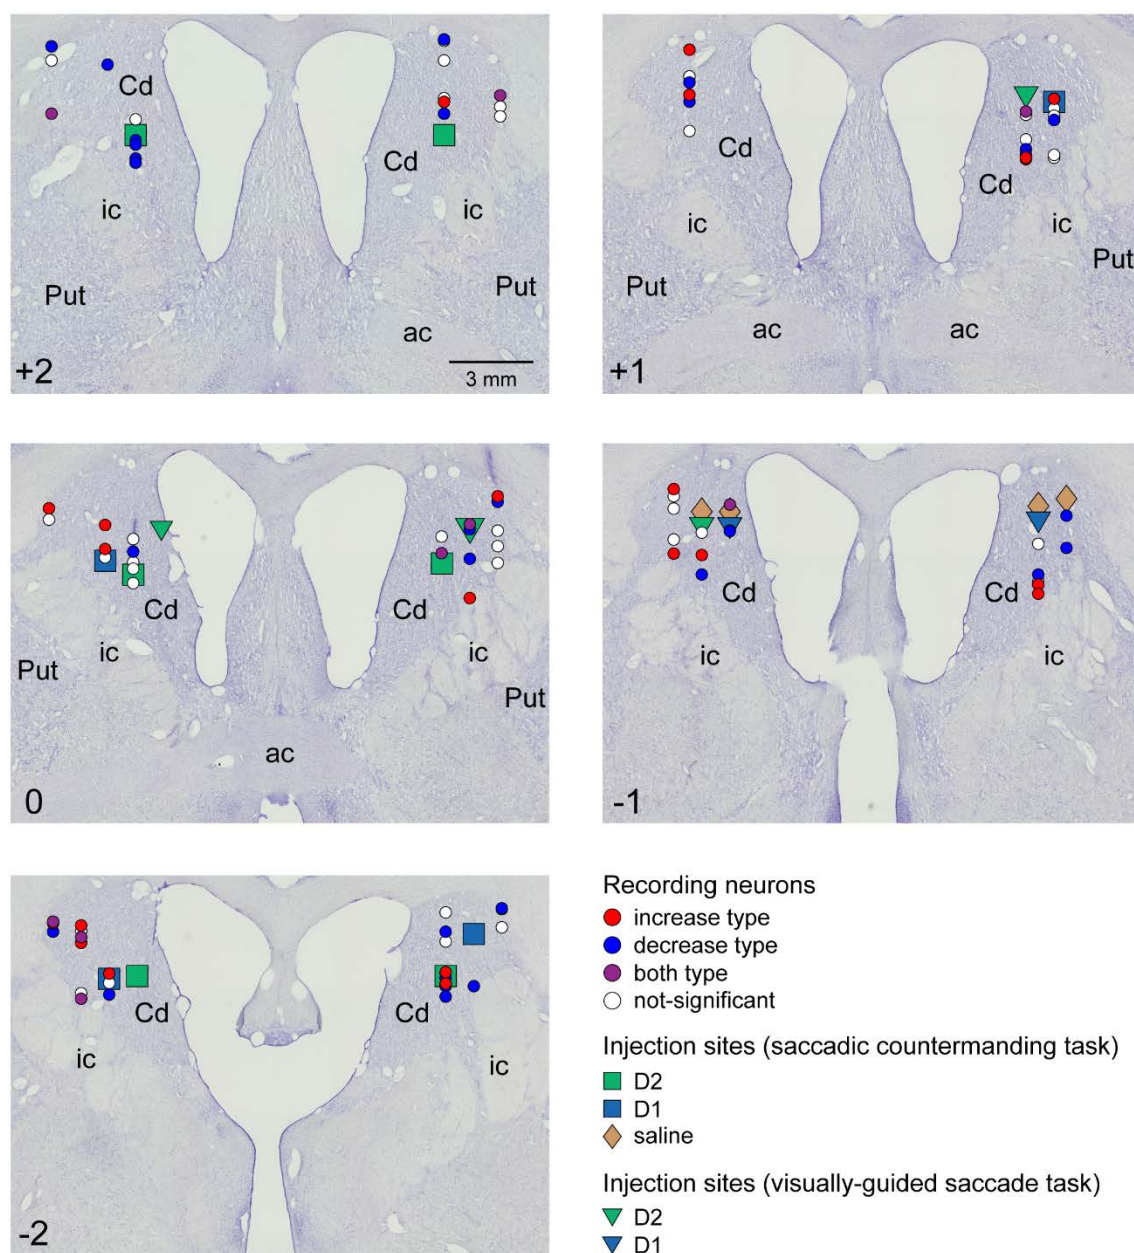 Cd
Cd
ic
ic
Put
Put
ac
+2
3 mm
Cd
Cd
ic
ic
Put
Put
ac
ac
+1
Cd
Cd
ic
ic
Put
Put
ac
0
Cd
Cd
ic
ic
-1
Cd
Cd
ic
ic
-2
Recording neurons
increase type
decrease type
both type
not-significant
Injection sites (saccadic countermanding task)
D2
D1
saline
Injection sites (visually-guided saccade task)
D2
D1